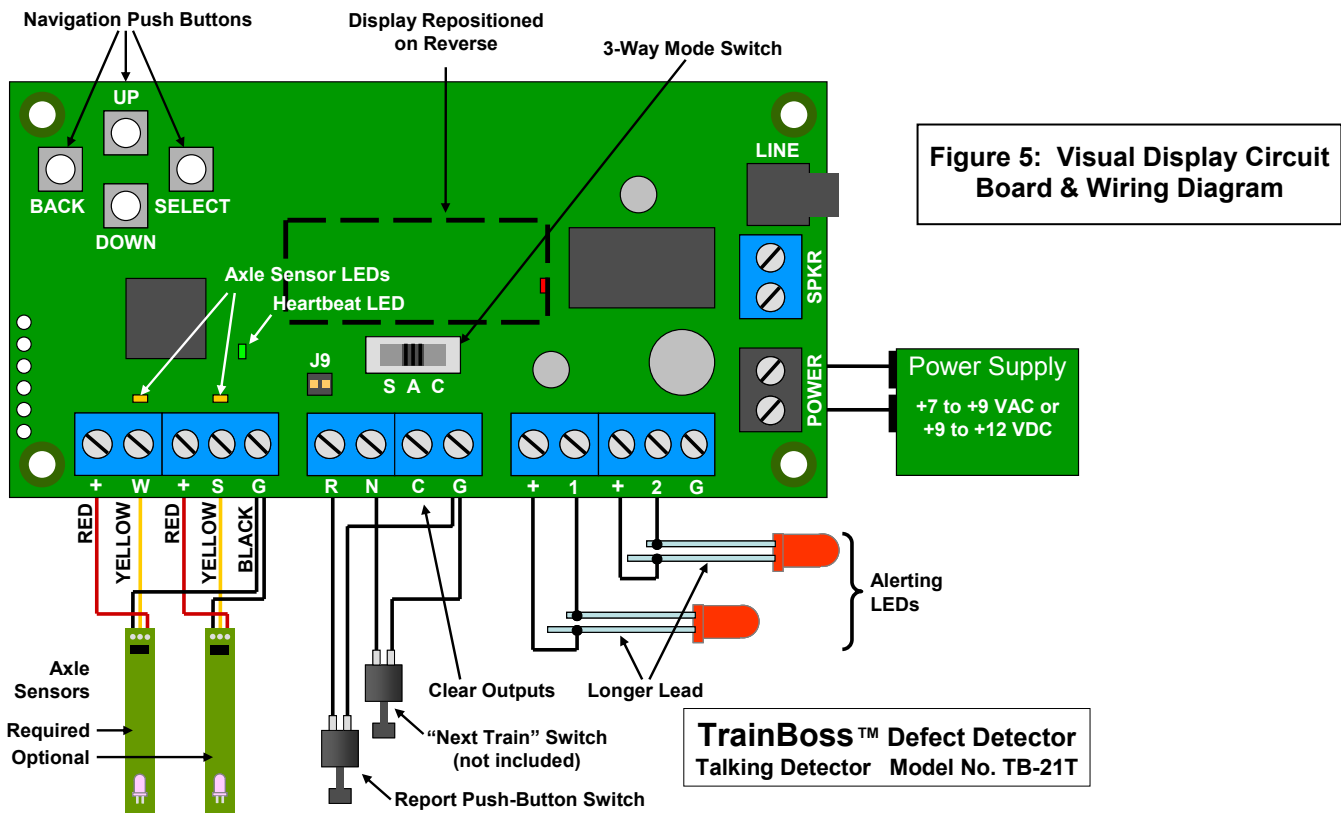 Navigation Push Buttons
Display Repositioned
on Reverse
3-Way Mode Switch
UP
BACK
SELECT
DOWN
LINE
Figure 5: Visual Display Circuit
Board & Wiring Diagram
SPKR
Axle Sensor LEDs
Heartbeat LED
J9
S A C
POWER
Power Supply
+7 to +9 VAC or
+9 to +12 VDC
+ W + S G
R N C G
+ 1 + 2 G
RED
YELLOW
RED
YELLOW
BLACK
Alerting
LEDs
Axle
Sensors
Required
Optional
Clear Outputs
Longer Lead
"Next Train" Switch
(not included)
Report Push-Button Switch
TrainBoss™ Defect Detector
Talking Detector Model No. TB-21T